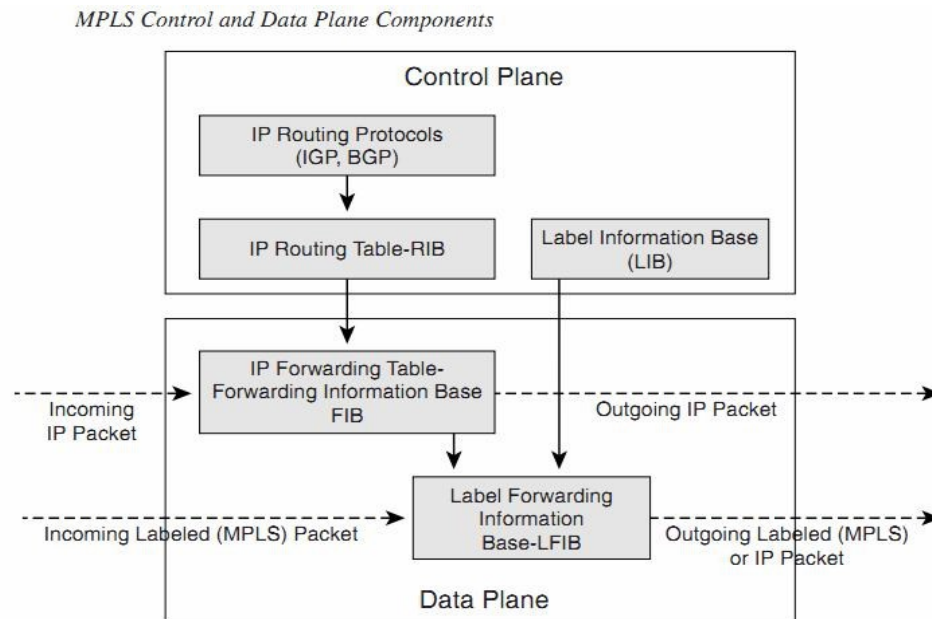 MPLS Control and Data Plane Components
Control Plane
IP Routing Protocols
(IGP, BGP)
IP Routing Table-RIB
Label Information Base
(LIB)
IP Forwarding Table-
Forwarding Information Base
FIB
Incoming
IP Packet
Outgoing IP Packet
Label Forwarding
Information
Base-LFIB
Incoming Labeled (MPLS) Packet
Outgoing Labeled (MPLS)
or IP Packet
Data Plane